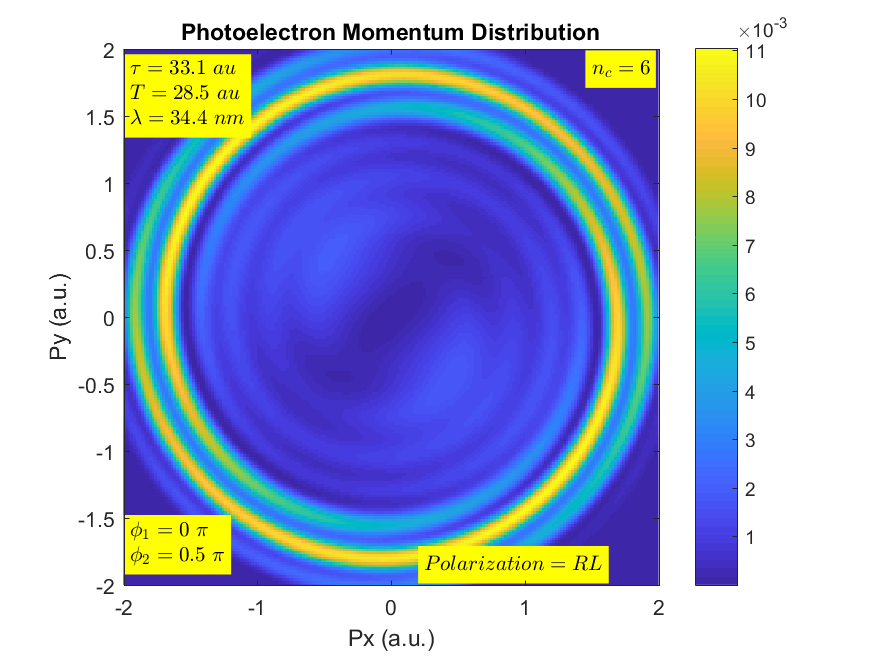 Photoelectron Momentum Distribution
×10⁻³
τ = 33.1 au
T = 28.5 au
λ = 34.4 nm
n_c = 6
2
1.5
1
0.5
0
-0.5
-1
-1.5
-2
Py (a.u.)
ϕ₁ = 0 π
ϕ₂ = 0.5 π
Polarization = RL
-2
-1
0
1
2
Px (a.u.)
11
10
9
8
7
6
5
4
3
2
1